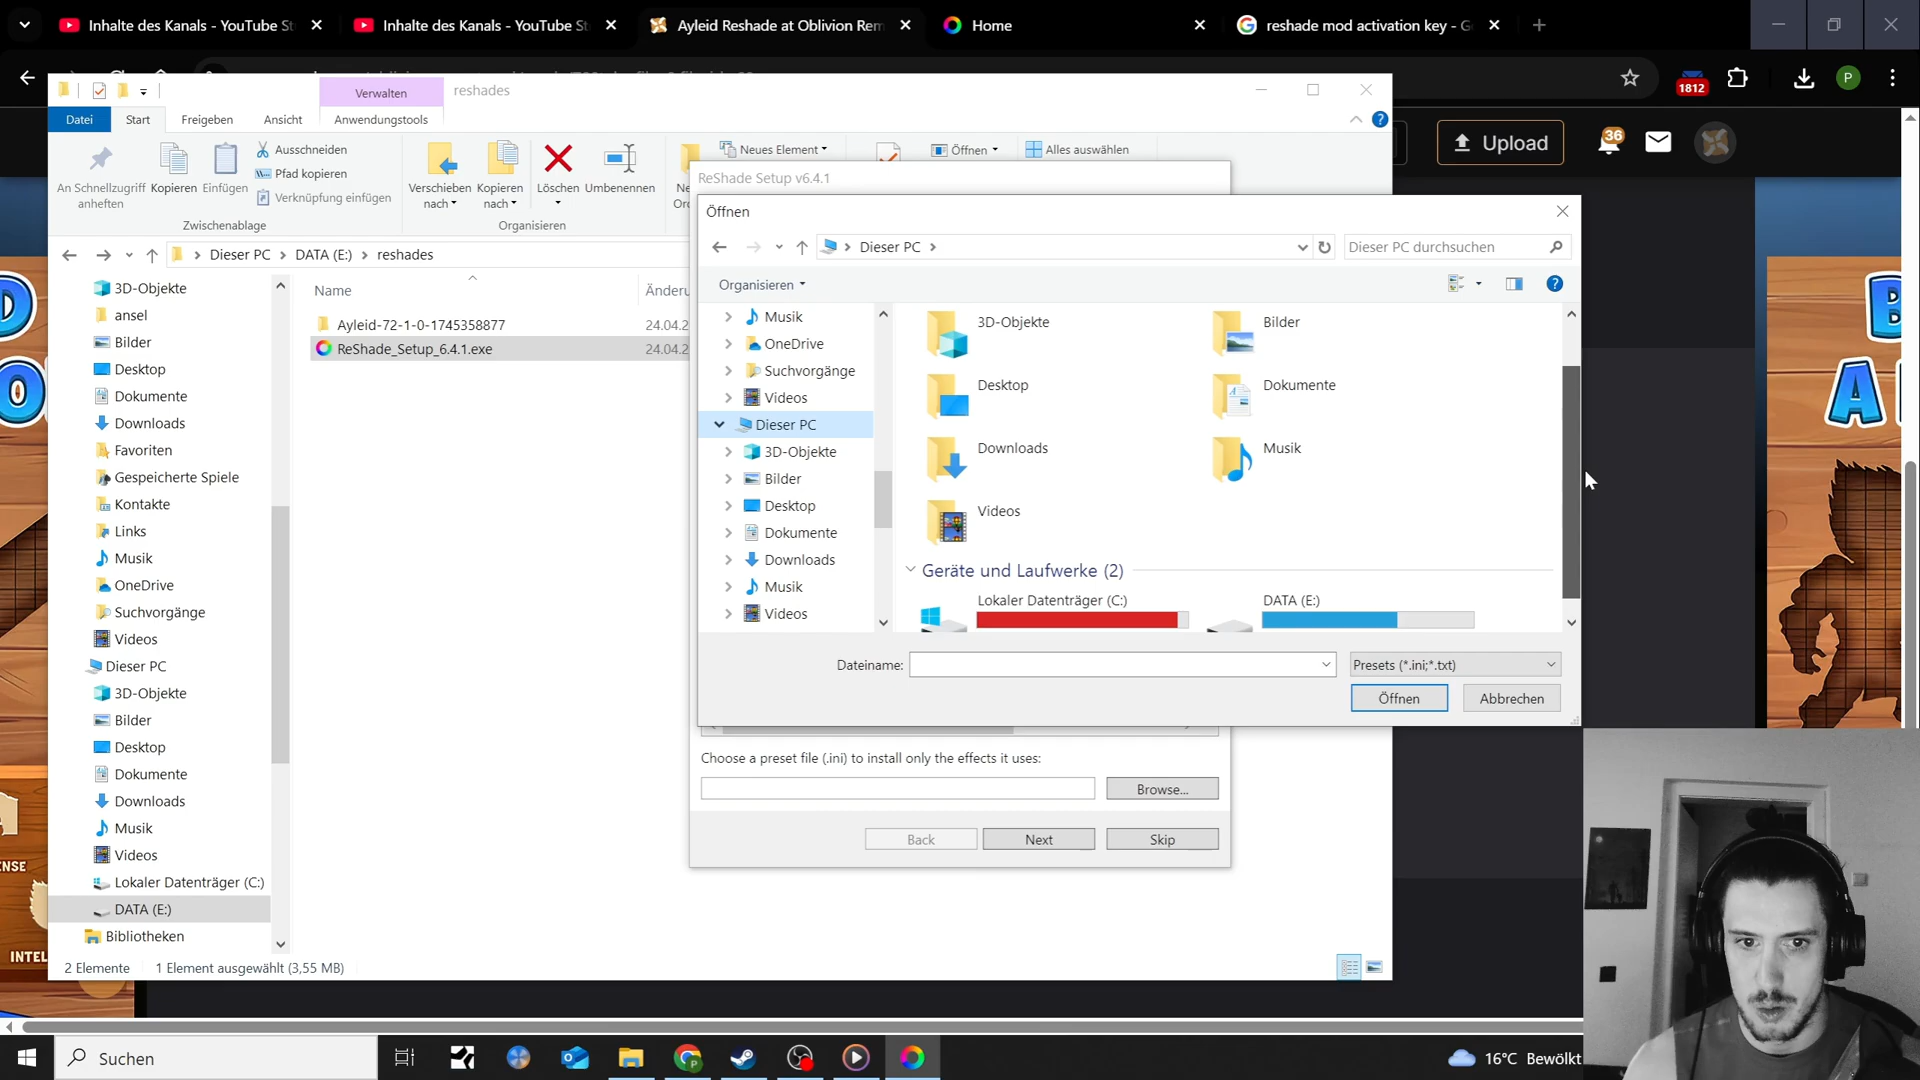 Inhalte des Kanals - YouTube St
Inhalte des Kanals - YouTube St
Ayleid Reshade at Oblivion Rem
Home
reshade mod activation key - G
1812
P
Verwalten
reshades
Datei
Start
Freigeben
Ansicht
Anwendungstools
An Schnellzugriff anheften
Kopieren
Einfügen
Ausschneiden
Pfad kopieren
Verknüpfung einfügen
Zwischenablage
Verschieben nach
Kopieren nach
Löschen
Umbenennen
Organisieren
Neues Element
Öffnen
Alles auswählen
36
Upload
Dieser PC
DATA (E:)
reshades
3D-Objekte
ansel
Bilder
Desktop
Dokumente
Downloads
Favoriten
Gespeicherte Spiele
Kontakte
Links
Musik
OneDrive
Suchvorgänge
Videos
Dieser PC
3D-Objekte
Bilder
Desktop
Dokumente
Downloads
Musik
Videos
Lokaler Datenträger (C:)
DATA (E:)
Bibliotheken
Name
Änderu
Ayleid-72-1-0-1745358877
24.04.2
ReShade_Setup_6.4.1.exe
24.04.2
2 Elemente
1 Element ausgewählt (3,55 MB)
ReShade Setup v6.4.1
Öffnen
Dieser PC
Dieser PC durchsuchen
Organisieren
Musik
OneDrive
Suchvorgänge
Videos
Dieser PC
3D-Objekte
Bilder
Desktop
Dokumente
Downloads
Musik
Videos
3D-Objekte
Bilder
Desktop
Dokumente
Downloads
Musik
Videos
Geräte und Laufwerke (2)
Lokaler Datenträger (C:)
DATA (E:)
Dateiname:
Presets (*.ini;*.txt)
Öffnen
Abbrechen
Choose a preset file (.ini) to install only the effects it uses:
Browse...
Back
Next
Skip
Suchen
16°C Bewölkt